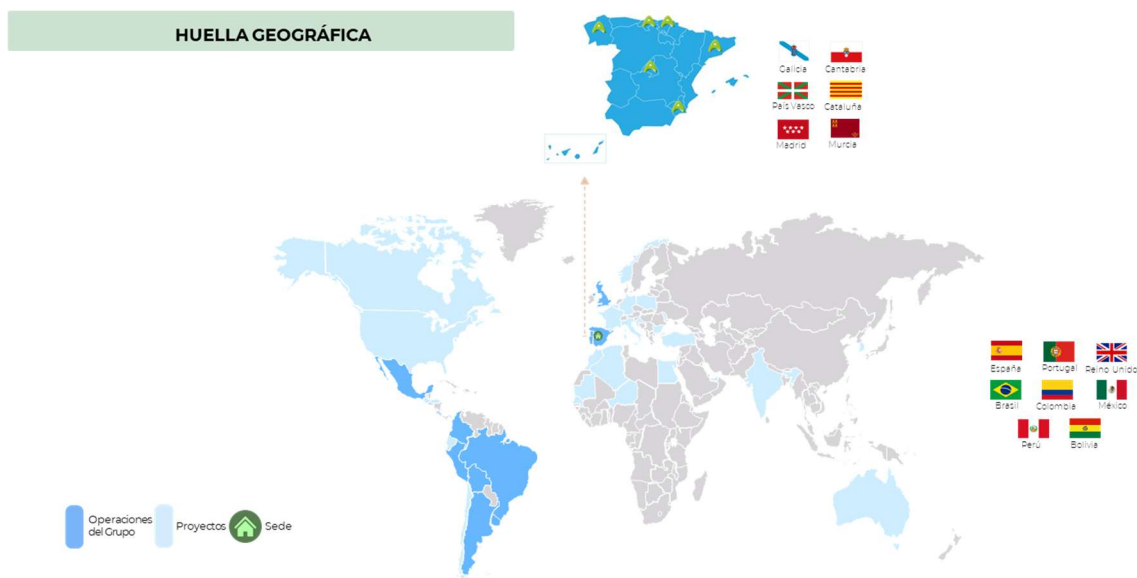 HUELLA GEOGRÁFICA
Galicia
Cantabria
País Vasco
Cataluña
Madrid
Murcia
España
Portugal
Reino Unido
Brasil
Colombia
México
Perú
Bolivia
Operaciones
del Grupo
Proyectos
Sede